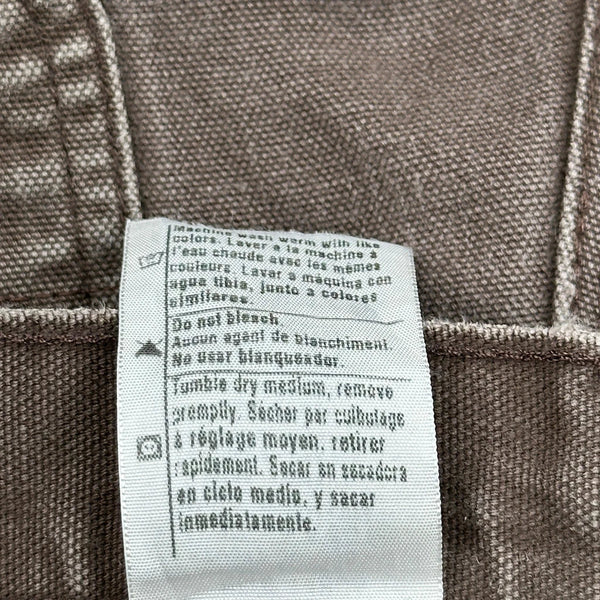 Machine wash warm with like
colors. Laver a la machine à
l'eau chaude avec les mêmes
couleurs. Lavar a máquina con
agua tibia, junto a colores
similares.
Do not bleach.
Aucun agent de blanchiment.
No usar blanqueador.
Tumble dry medium, remove
promptly. Sécher par culbutage
à réglage moyen, retirer
rapidement. Secar en secadora
en ciclo medio, y sacar
inmediatamente.